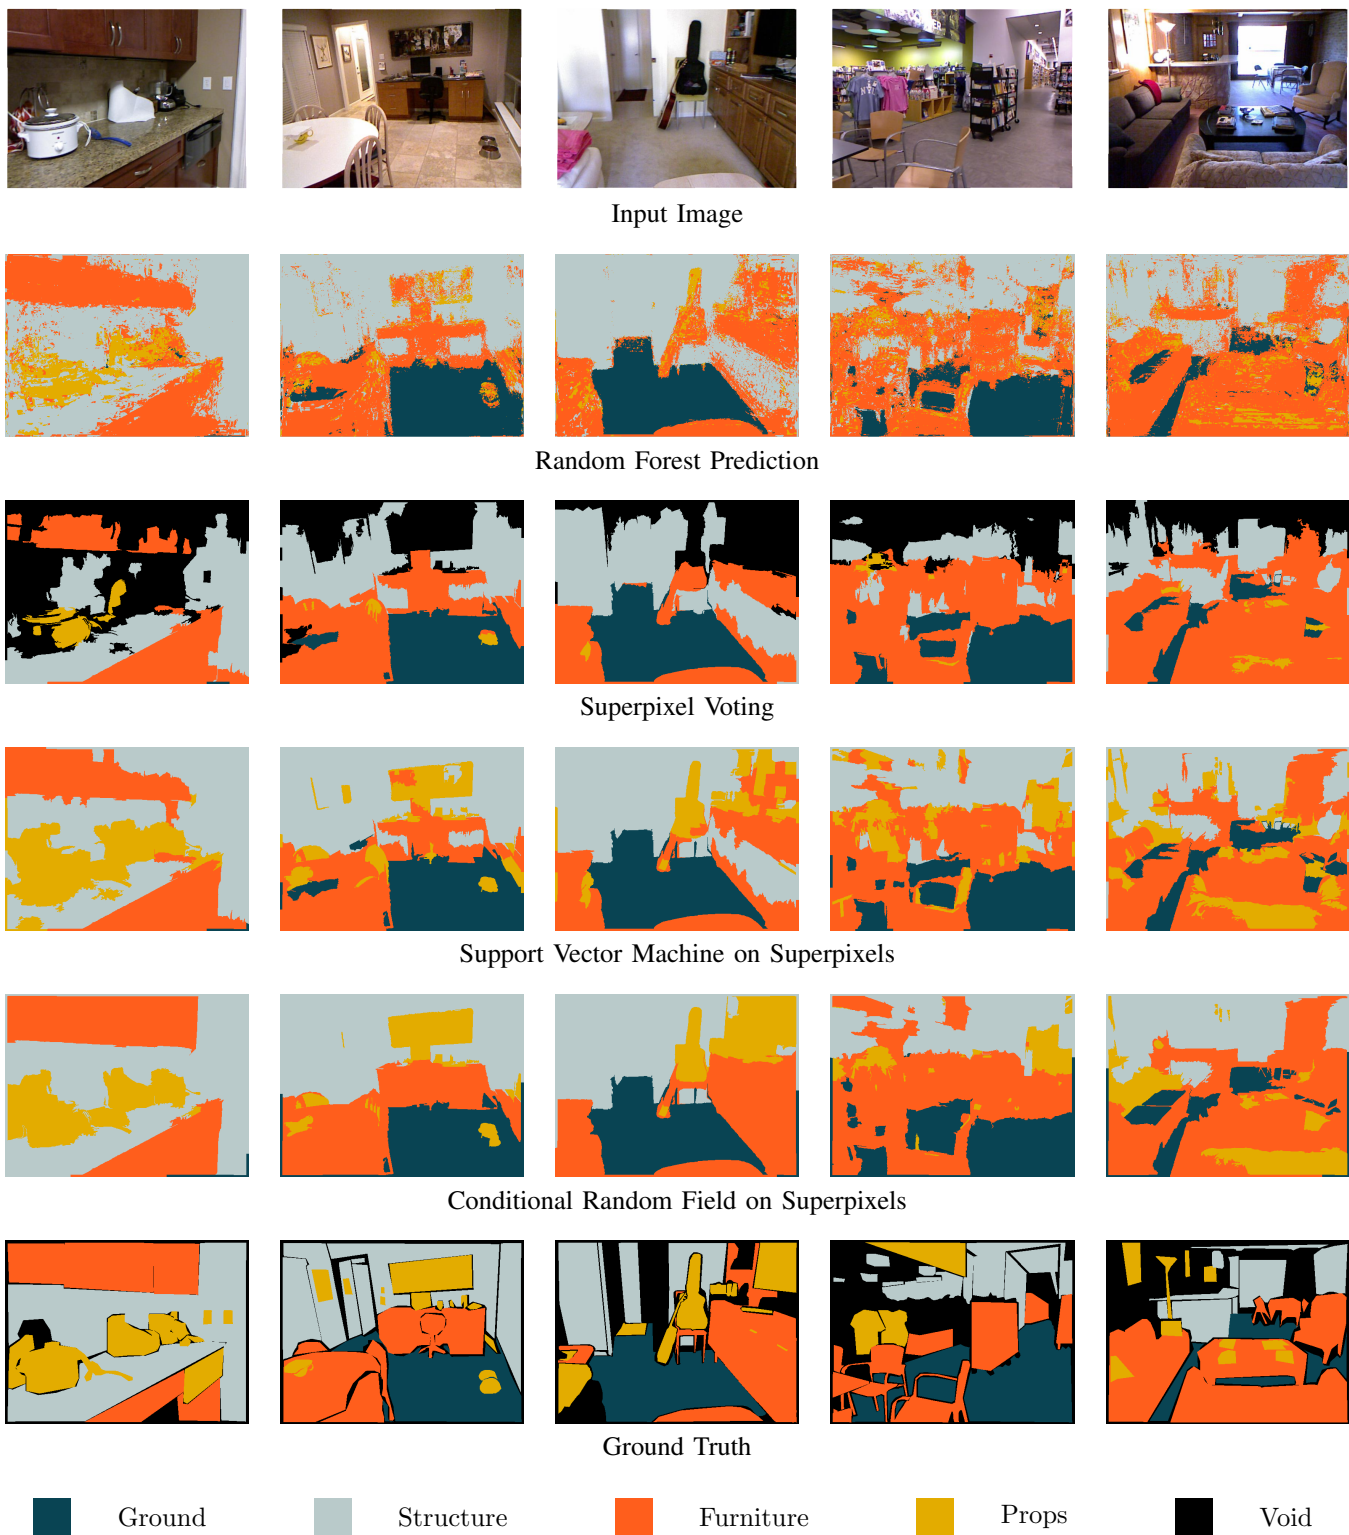 Input Image
Random Forest Prediction
Superpixel Voting
Support Vector Machine on Superpixels
Conditional Random Field on Superpixels
Ground Truth
Ground Structure Furniture Props Void